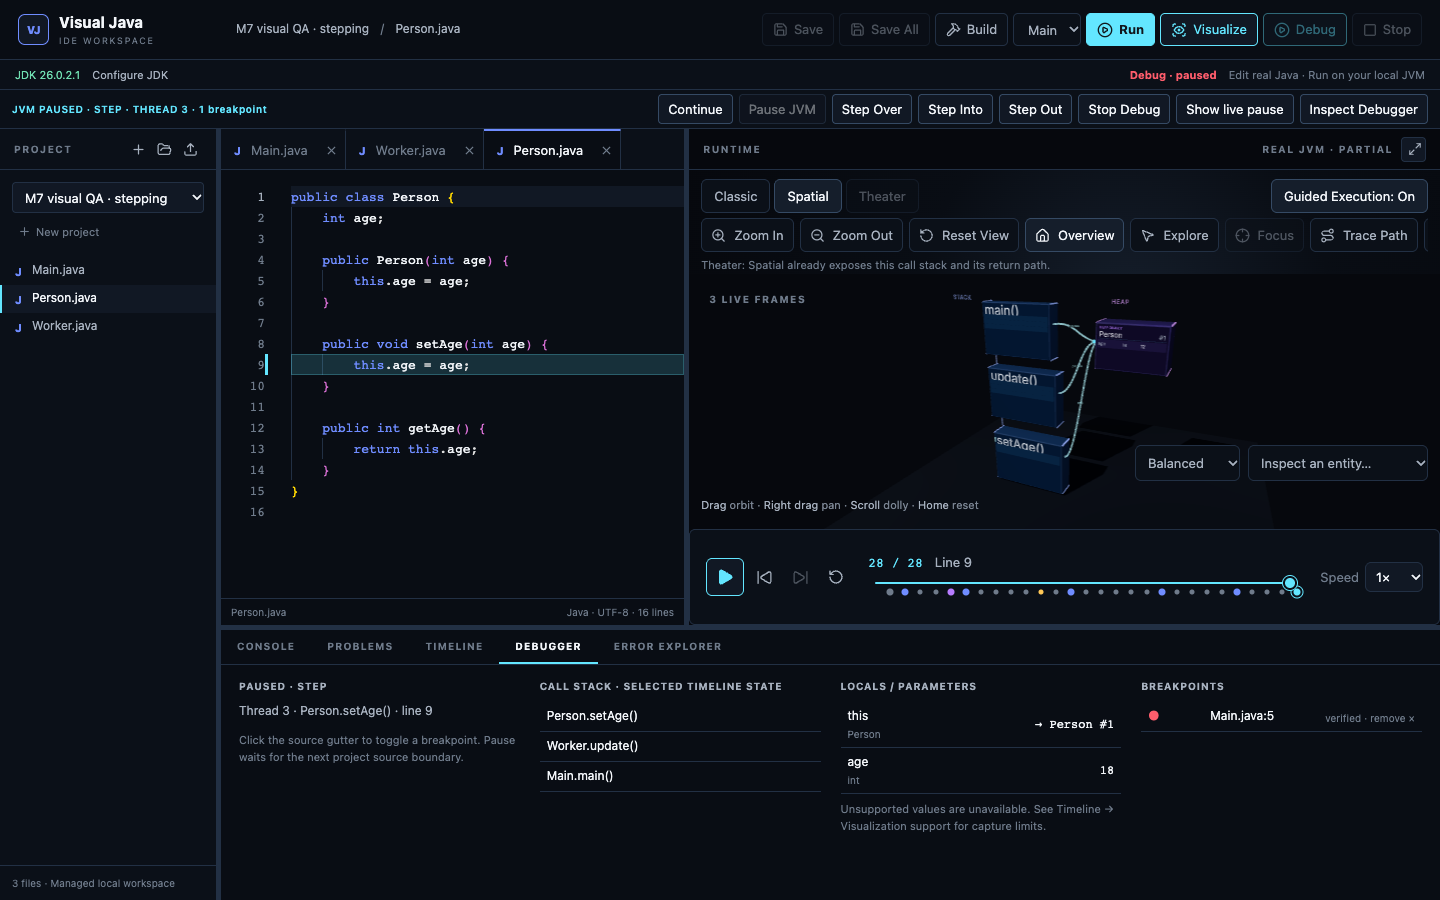 VJ
Visual Java
IDE WORKSPACE
M7 visual QA · stepping / Person.java
Save
Save All
Build
Main
Run
Visualize
Debug
Stop
JDK 26.0.2.1 Configure JDK
Debug · paused Edit real Java · Run on your local JVM
JVM PAUSED · STEP · THREAD 3 · 1 breakpoint
Continue
Pause JVM
Step Over
Step Into
Step Out
Stop Debug
Show live pause
Inspect Debugger
PROJECT
M7 visual QA · stepping
New project
J Main.java
J Person.java
J Worker.java
3 files · Managed local workspace
J Main.java ×
J Worker.java ×
J Person.java ×
1 public class Person {
2 int age;
3
4 public Person(int age) {
5 this.age = age;
6 }
7
8 public void setAge(int age) {
9 this.age = age;
10 }
11
12 public int getAge() {
13 return this.age;
14 }
15 }
16
Person.java
Java · UTF-8 · 16 lines
RUNTIME
REAL JVM · PARTIAL
Classic
Spatial
Theater
Guided Execution: On
Zoom In
Zoom Out
Reset View
Overview
Explore
Focus
Trace Path
Theater: Spatial already exposes this call stack and its return path.
3 LIVE FRAMES
STACK
HEAP
main()
Person
#1
update()
setAge()
Balanced
Inspect an entity...
Drag orbit · Right drag pan · Scroll dolly · Home reset
28 / 28 Line 9
Speed
1×
CONSOLE
PROBLEMS
TIMELINE
DEBUGGER
ERROR EXPLORER
PAUSED · STEP
Thread 3 · Person.setAge() · line 9
Click the source gutter to toggle a breakpoint. Pause
waits for the next project source boundary.
CALL STACK · SELECTED TIMELINE STATE
Person.setAge()
Worker.update()
Main.main()
LOCALS / PARAMETERS
this
Person
→ Person #1
age
int
18
Unsupported values are unavailable. See Timeline →
Visualization support for capture limits.
BREAKPOINTS
Main.java:5
verified · remove ×